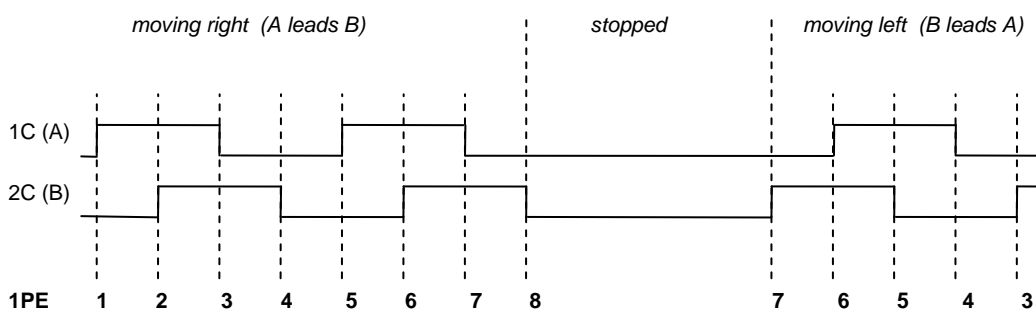 moving right (A leads B) stopped moving left (B leads A)
1C (A)
2C (B)
1PE 1 2 3 4 5 6 7 8 7 6 5 4 3